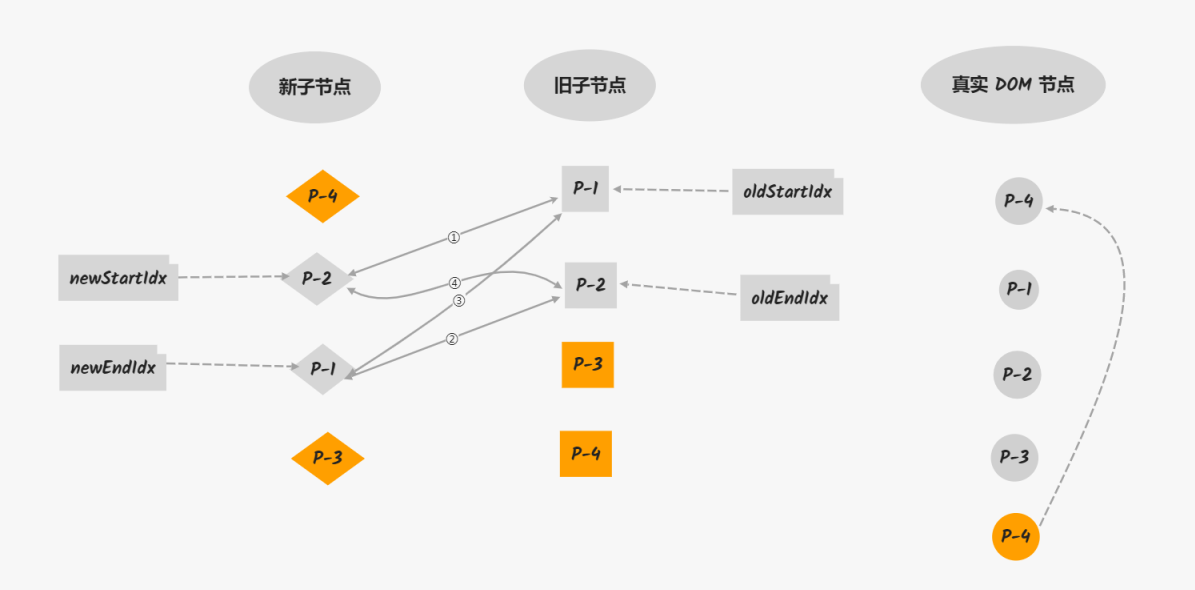 新子节点
旧子节点
真实 DOM 节点
P-4
P-1
oldStartIdx
P-4
①
newStartIdx
P-2
④
③
P-2
oldEndIdx
P-1
②
newEndIdx
P-1
P-3
P-2
P-3
P-4
P-3
P-4